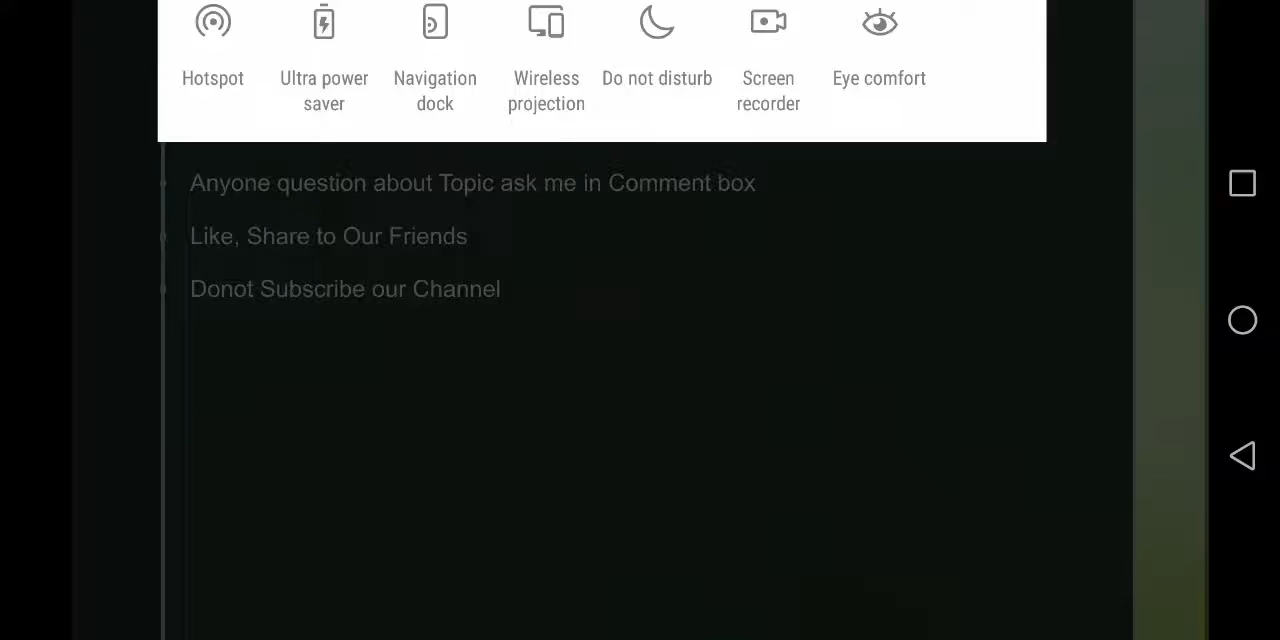 Hotspot
Ultra power saver
Navigation dock
Wireless projection
Do not disturb
Screen recorder
Eye comfort
Anyone question about Topic ask me in Comment box
Like, Share to Our Friends
Donot Subscribe our Channel